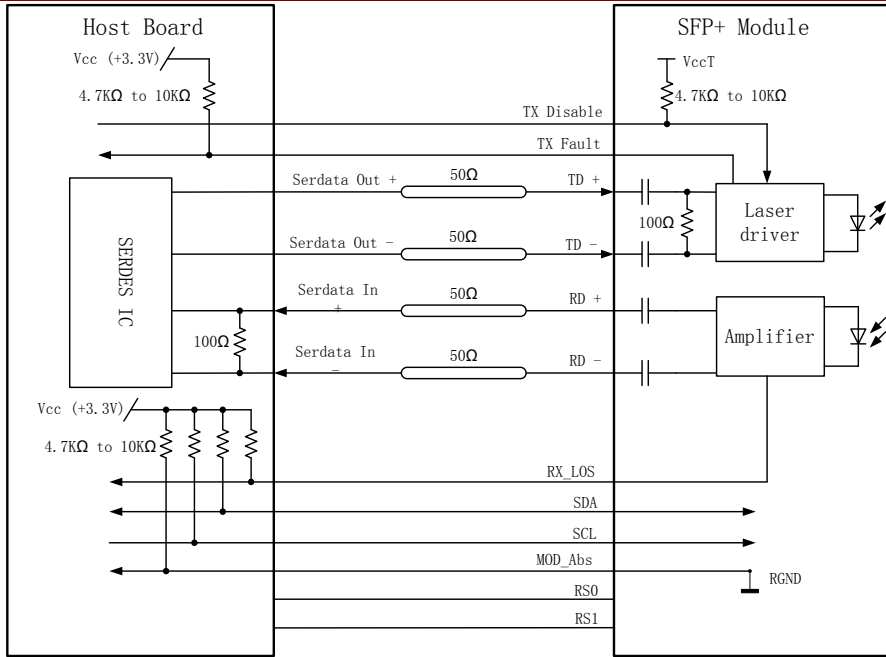 Host Board
SFP+ Module
Vcc (+3.3V)
VccT
4.7KΩ to 10KΩ
4.7KΩ to 10KΩ
TX Disable
TX Fault
Serdata Out +
50Ω
TD +
100Ω
Laser
driver
Serdata Out -
50Ω
TD -
SERDES IC
Serdata In
+
50Ω
RD +
100Ω
Amplifier
Serdata In
-
50Ω
RD -
Vcc (+3.3V)
4.7KΩ to 10KΩ
RX_LOS
SDA
SCL
MOD_Abs
RGND
RS0
RS1